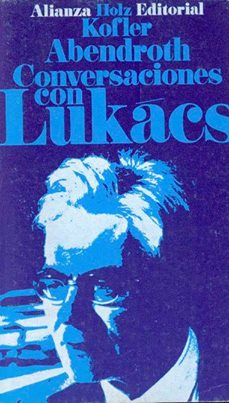 Alianza Holz Editorial
Kofler
Abendroth
Conversaciones
con
Lukács